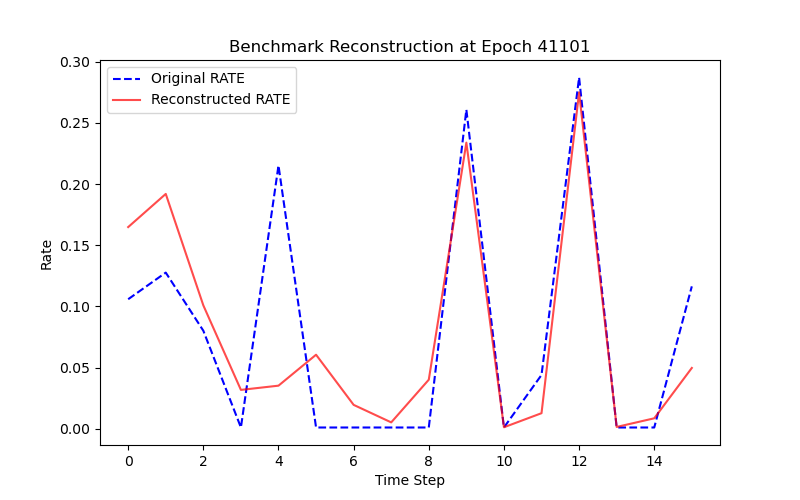 Benchmark Reconstruction at Epoch 41101
Original RATE
Reconstructed RATE
Rate
0.30
0.25
0.20
0.15
0.10
0.05
0.00
0 2 4 6 8 10 12 14
Time Step